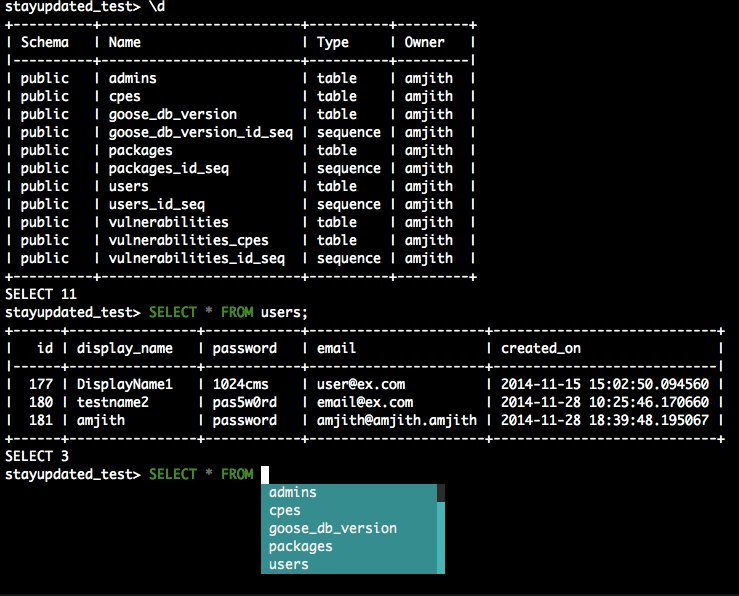 stayupdated_test> \d
+----------+------------------------+----------+---------+
| Schema   | Name                   | Type     | Owner   |
|----------+------------------------+----------+---------|
| public   | admins                 | table    | amjith  |
| public   | cpes                   | table    | amjith  |
| public   | goose_db_version       | table    | amjith  |
| public   | goose_db_version_id_seq | sequence | amjith  |
| public   | packages               | table    | amjith  |
| public   | packages_id_seq        | sequence | amjith  |
| public   | users                  | table    | amjith  |
| public   | users_id_seq           | sequence | amjith  |
| public   | vulnerabilities        | table    | amjith  |
| public   | vulnerabilities_cpes   | table    | amjith  |
| public   | vulnerabilities_id_seq | sequence | amjith  |
+----------+------------------------+----------+---------+
SELECT 11
stayupdated_test> SELECT * FROM users;
+------+----------------+------------+----------------------+----------------------------+
|   id | display_name   | password   | email                | created_on                 |
|------+----------------+------------+----------------------+----------------------------|
|  177 | DisplayName1   | 1024cms    | user@ex.com          | 2014-11-15 15:02:50.094560 |
|  180 | testname2      | pas5w0rd   | email@ex.com         | 2014-11-28 10:25:46.170660 |
|  181 | amjith         | password   | amjith@amjith.amjith | 2014-11-28 18:39:48.195067 |
+------+----------------+------------+----------------------+----------------------------+
SELECT 3
stayupdated_test> SELECT * FROM
admins
cpes
goose_db_version
packages
users